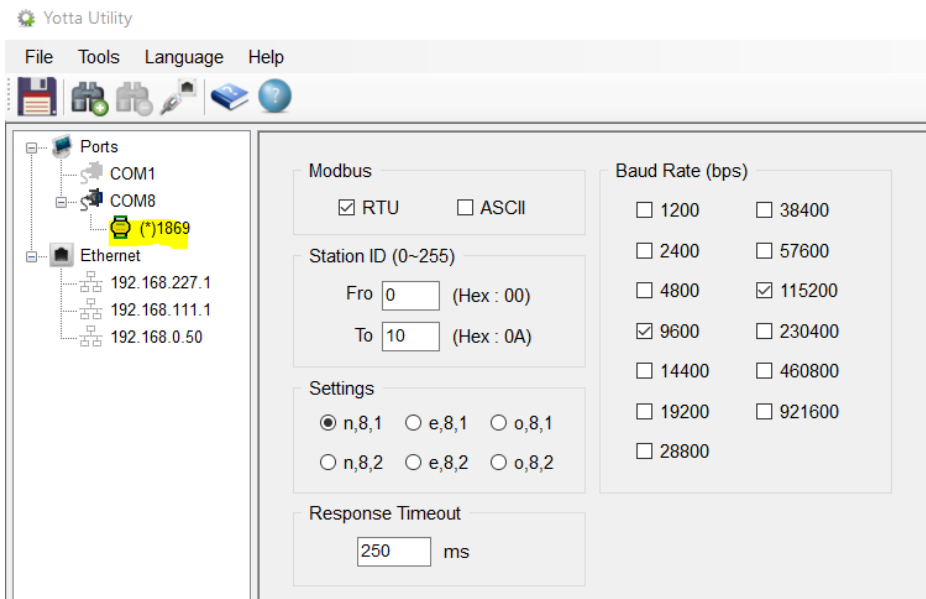 Yotta Utility
File Tools Language Help
Ports
COM1
COM8
(*)1869
Ethernet
192.168.227.1
192.168.111.1
192.168.0.50
Modbus
RTU ASCII
Station ID (0~255)
Fro 0 (Hex : 00)
To 10 (Hex : 0A)
Settings
n,8,1 e,8,1 o,8,1
n,8,2 e,8,2 o,8,2
Response Timeout
250 ms
Baud Rate (bps)
1200 38400
2400 57600
4800 115200
9600 230400
14400 460800
19200 921600
28800